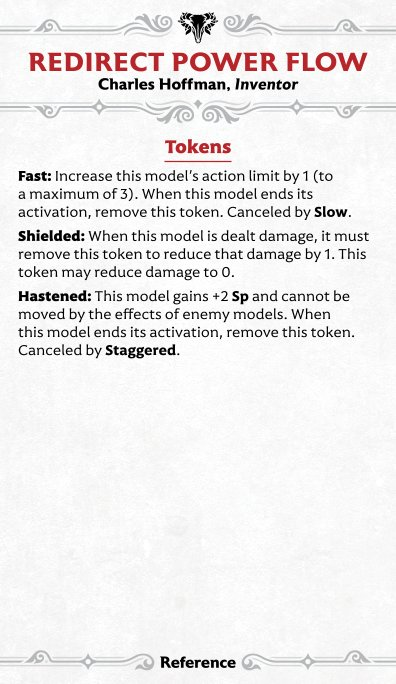 REDIRECT POWER FLOW
Charles Hoffman, Inventor
Tokens
Fast: Increase this model's action limit by 1 (to
a maximum of 3). When this model ends its
activation, remove this token. Canceled by Slow.
Shielded: When this model is dealt damage, it must
remove this token to reduce that damage by 1. This
token may reduce damage to 0.
Hastened: This model gains +2 Sp and cannot be
moved by the effects of enemy models. When
this model ends its activation, remove this token.
Canceled by Staggered.
Reference